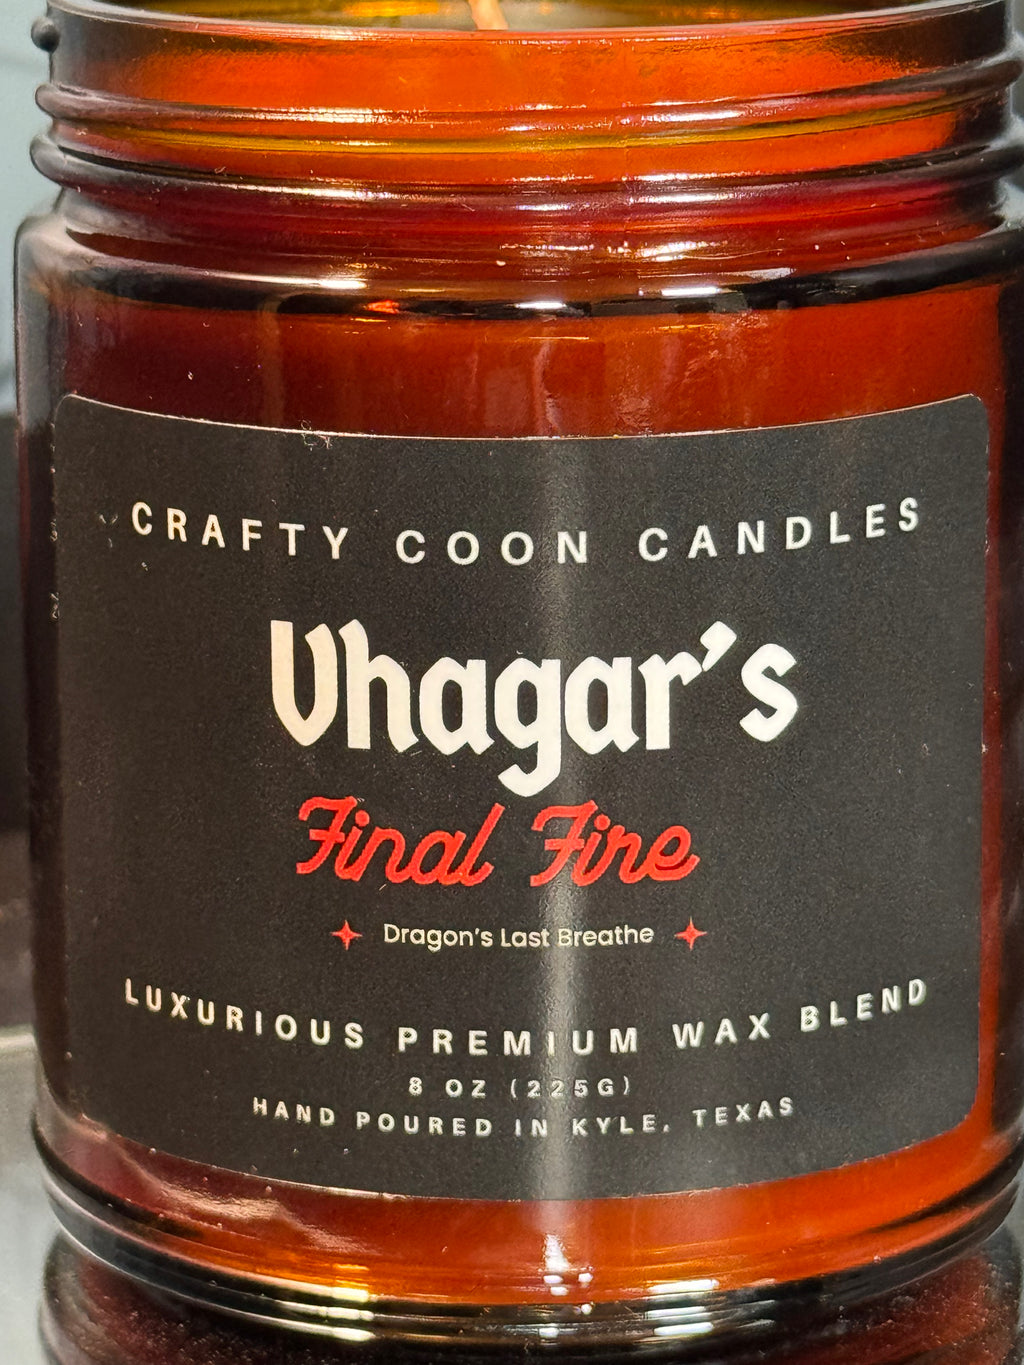 CRAFTY COON CANDLES
Vhagar's
Final Fire
Dragon's Last Breathe
LUXURIOUS PREMIUM WAX BLEND
8 OZ (225G)
HAND POURED IN KYLE, TEXAS